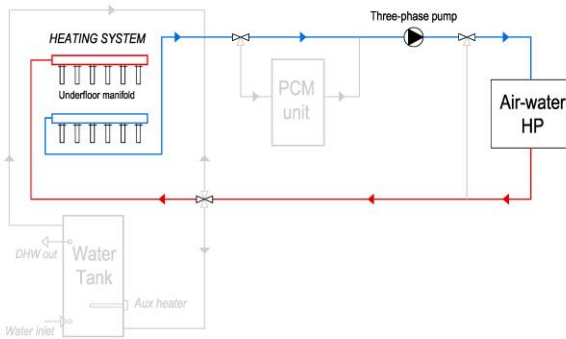 Three-phase pump
HEATING SYSTEM
Underfloor manifold
PCM
unit
Air-water
HP
DHW out
Water
Tank
Aux heater
Water inlet